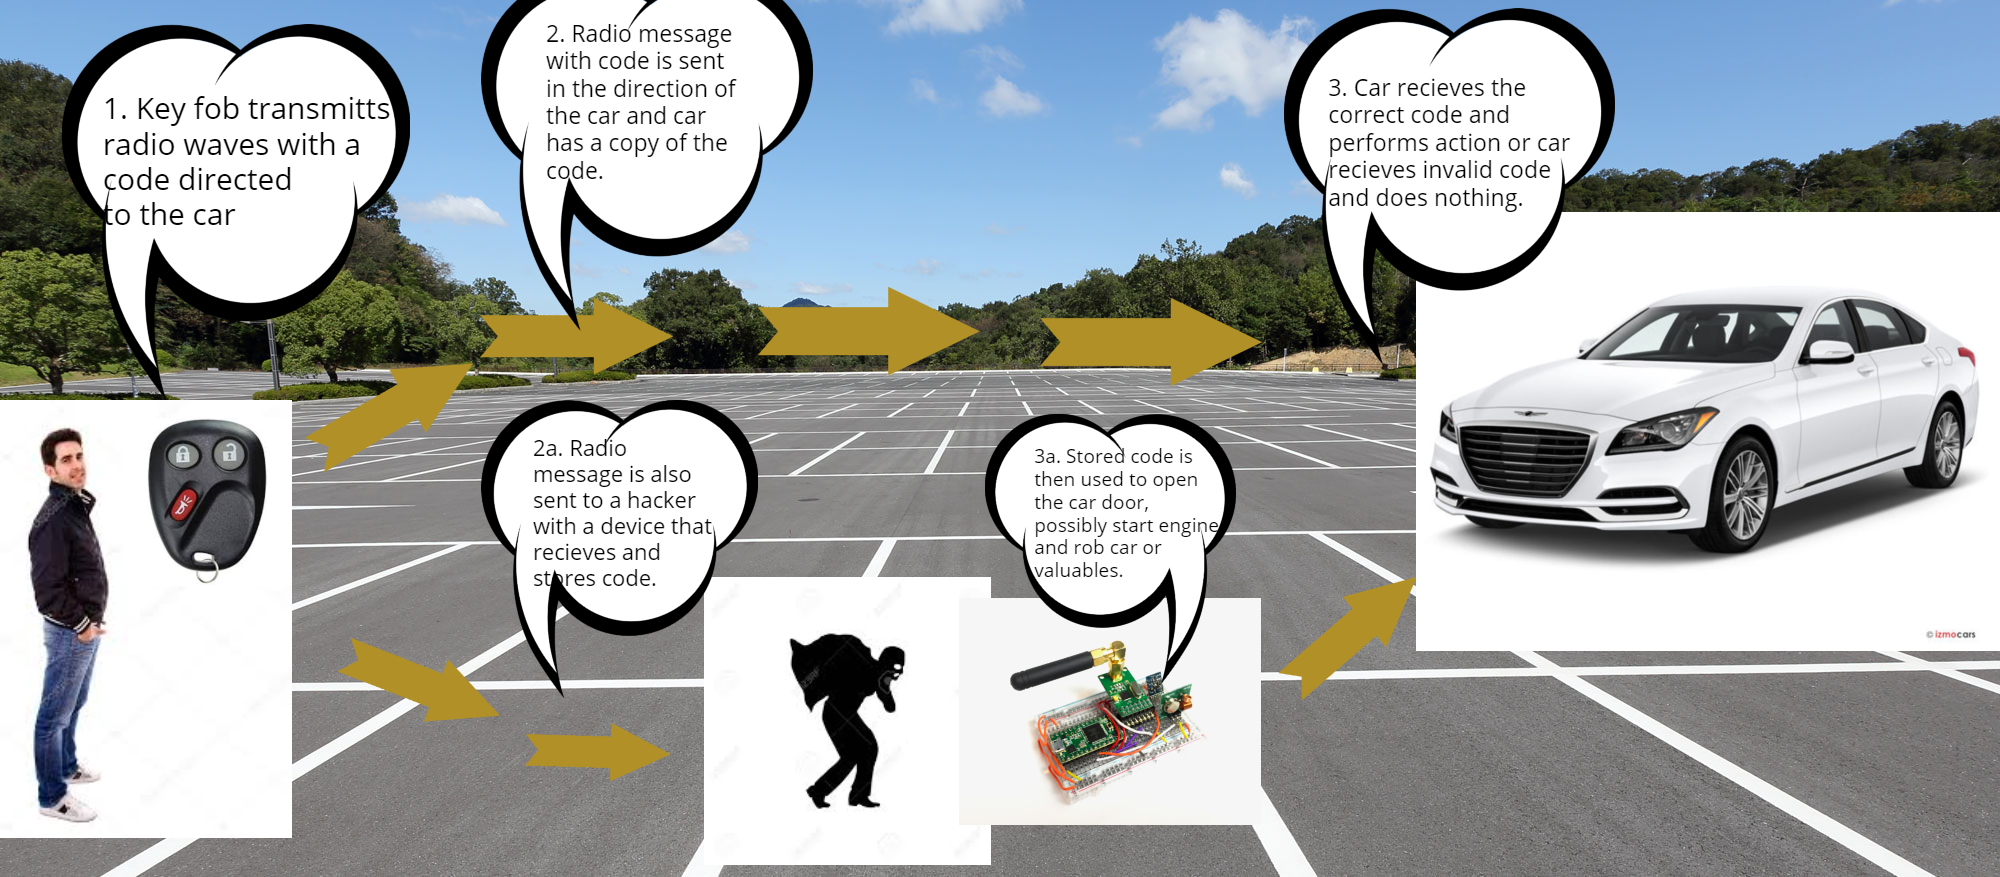 1. Key fob transmitts
radio waves with a
code directed
to the car
2. Radio message
with code is sent
in the direction of
the car and car
has a copy of the
code.
3. Car recieves the
correct code and
performs action or car
recieves invalid code
and does nothing.
2a. Radio
message is also
sent to a hacker
with a device that
recieves and
stores code.
3a. Stored code is
then used to open
the car door,
possibly start engine
and rob car or
valuables.
© izmocars